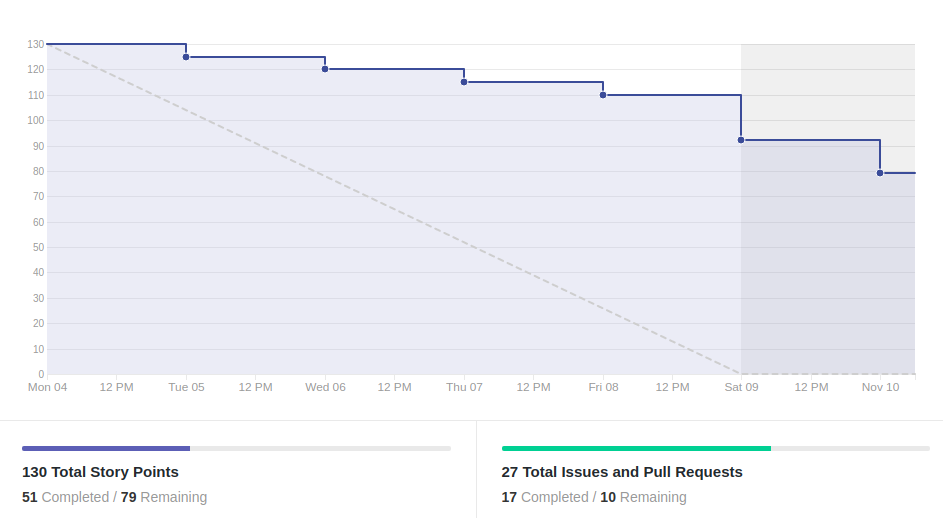 130
120
110
100
90
80
70
60
50
40
30
20
10
0
Mon 04 12 PM Tue 05 12 PM Wed 06 12 PM Thu 07 12 PM Fri 08 12 PM Sat 09 12 PM Nov 10
130 Total Story Points
51 Completed / 79 Remaining
27 Total Issues and Pull Requests
17 Completed / 10 Remaining